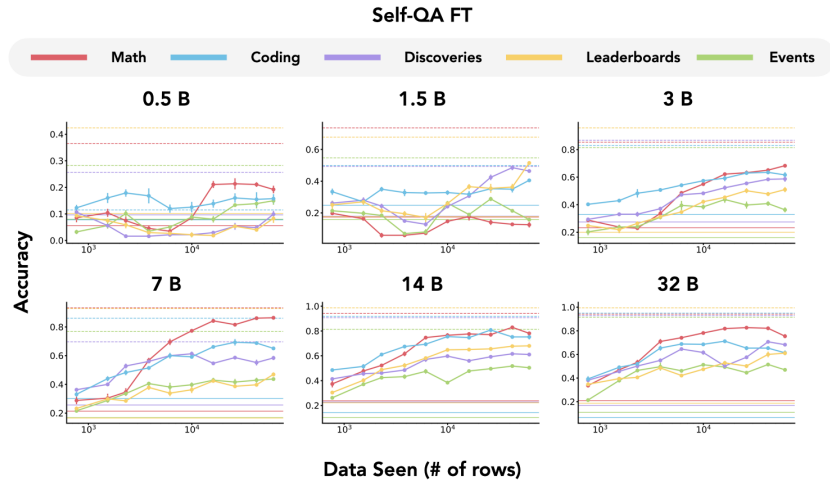 Self-QA FT
Math Coding Discoveries Leaderboards Events
0.5 B 1.5 B 3 B
0.4 0.3 0.2 0.1 0.0
10³ 10⁴
0.6 0.4 0.2
10³ 10⁴
0.8 0.6 0.4 0.2
10³ 10⁴
Accuracy
7 B 14 B 32 B
0.8 0.6 0.4 0.2
10³ 10⁴
1.0 0.8 0.6 0.4 0.2
10³ 10⁴
1.0 0.8 0.6 0.4 0.2
10³ 10⁴
Data Seen (# of rows)